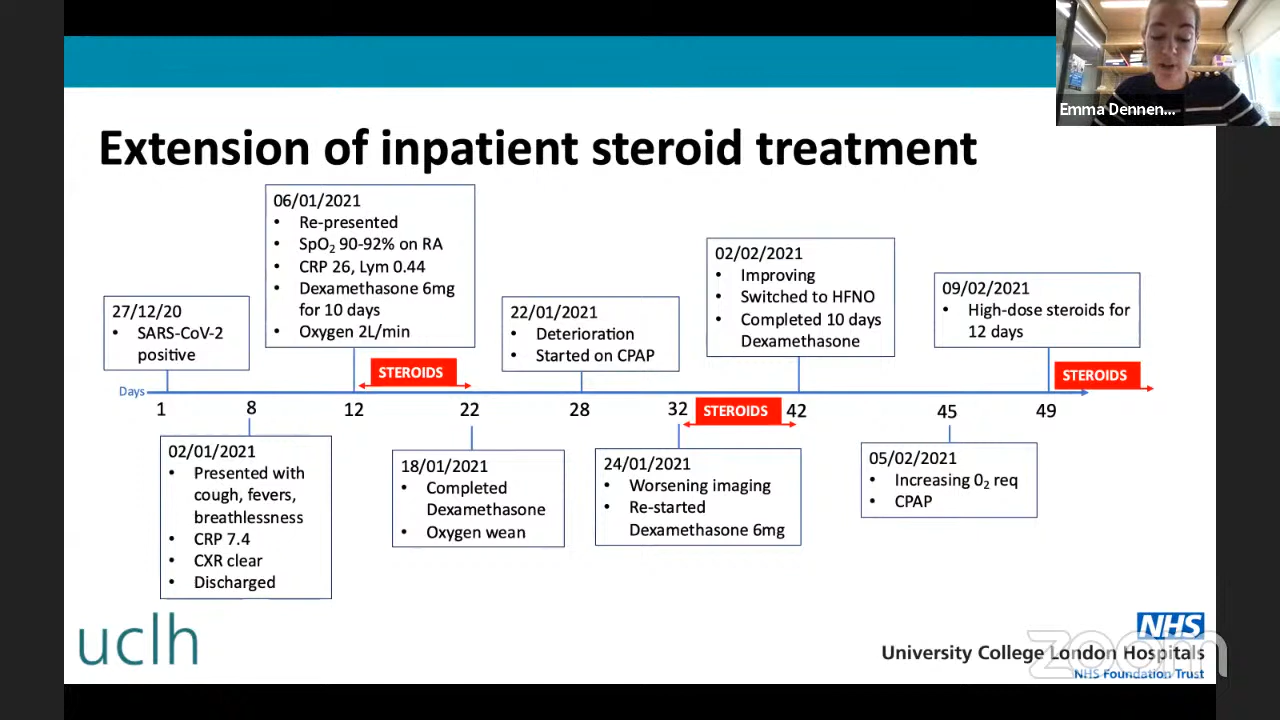 Emma Dennen...
Extension of inpatient steroid treatment
27/12/20
• SARS-CoV-2
positive
06/01/2021
• Re-presented
• SpO₂ 90-92% on RA
• CRP 26, Lym 0.44
• Dexamethasone 6mg
for 10 days
• Oxygen 2L/min
22/01/2021
• Deterioration
• Started on CPAP
02/02/2021
• Improving
• Switched to HFNO
• Completed 10 days
Dexamethasone
09/02/2021
• High-dose steroids for
12 days
STEROIDS
STEROIDS
Days
1 8 12 22 28 32 STEROIDS 42 45 49
02/01/2021
• Presented with
cough, fevers,
breathlessness
• CRP 7.4
• CXR clear
• Discharged
18/01/2021
• Completed
Dexamethasone
• Oxygen wean
24/01/2021
• Worsening imaging
• Re-started
Dexamethasone 6mg
05/02/2021
• Increasing 0₂ req
• CPAP
uclh
NHS
University College London Hospitals
NHS Foundation Trust
zoom